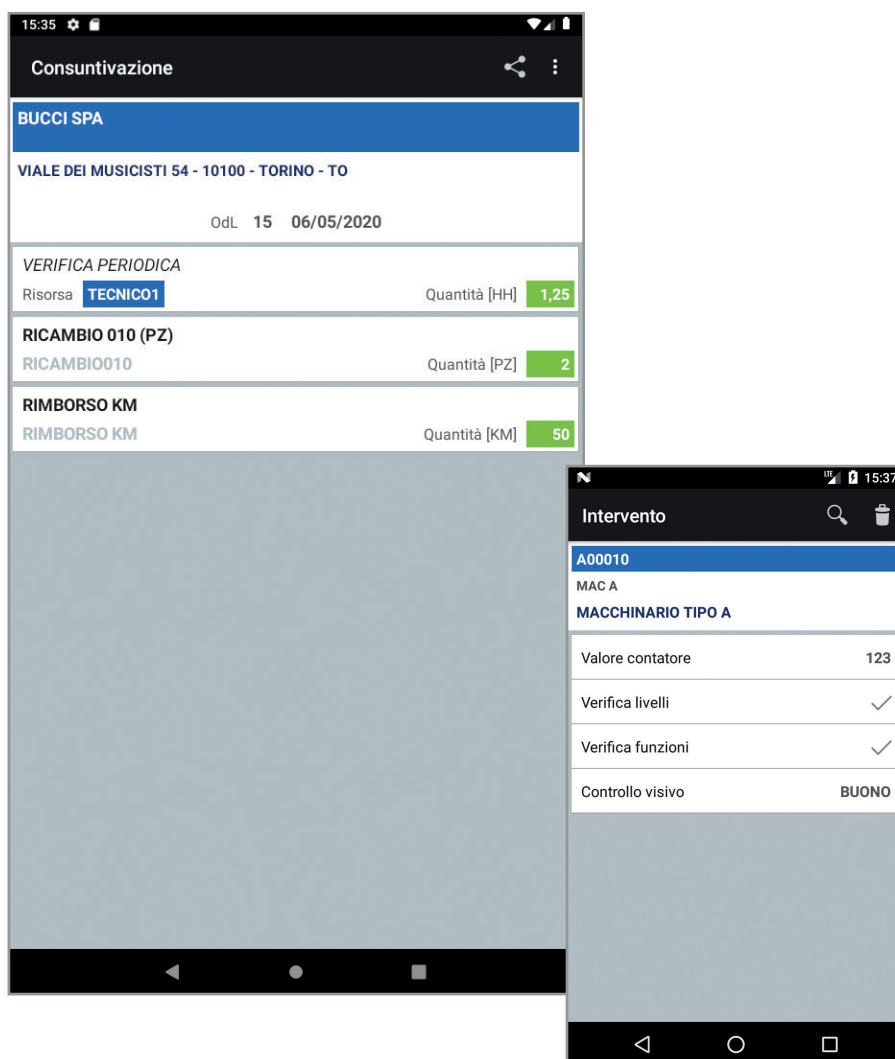 15:35
Consuntivazione
BUCCI SPA
VIALE DEI MUSICISTI 54 - 10100 - TORINO - TO
OdL 15 06/05/2020
VERIFICA PERIODICA
Risorsa TECNICO1 Quantità [HH] 1,25
RICAMBIO 010 (PZ)
RICAMBIO010 Quantità [PZ] 2
RIMBORSO KM
RIMBORSO KM Quantità [KM] 50
LTE 15:37
Intervento
A00010
MAC A
MACCHINARIO TIPO A
Valore contatore 123
Verifica livelli
Verifica funzioni
Controllo visivo BUONO